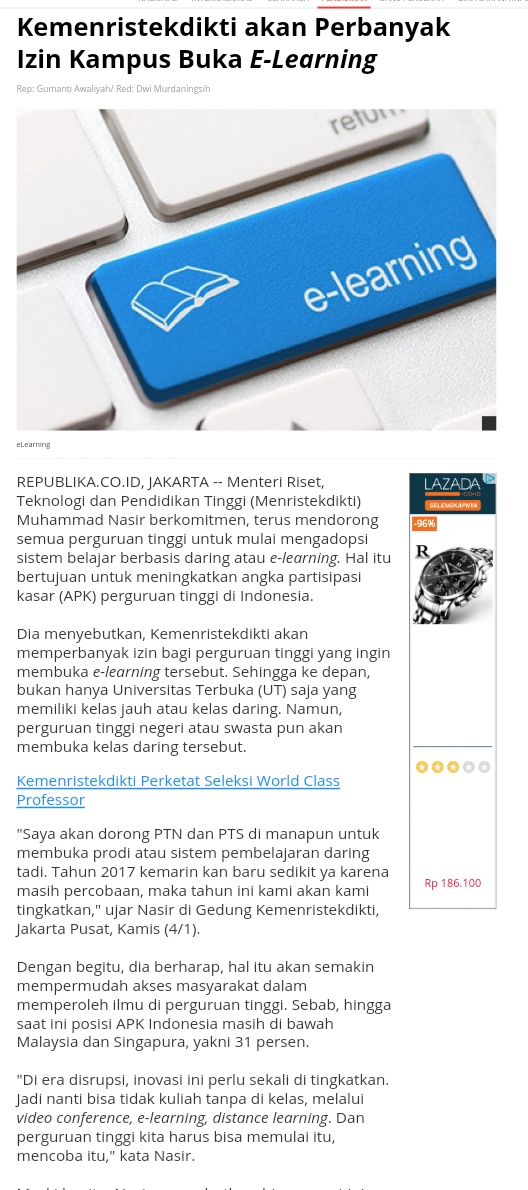 Kemenristekdikti akan Perbanyak
Izin Kampus Buka E-Learning
Rep: Gumanti Awaliyah/ Red: Dwi Murdaningsih
return
e-learning
eLearning
REPUBLIKA.CO.ID, JAKARTA -- Menteri Riset,
Teknologi dan Pendidikan Tinggi (Menristekdikti)
Muhammad Nasir berkomitmen, terus mendorong
semua perguruan tinggi untuk mulai mengadopsi
sistem belajar berbasis daring atau e-learning. Hal itu
bertujuan untuk meningkatkan angka partisipasi
kasar (APK) perguruan tinggi di Indonesia.
Dia menyebutkan, Kemenristekdikti akan
memperbanyak izin bagi perguruan tinggi yang ingin
membuka e-learning tersebut. Sehingga ke depan,
bukan hanya Universitas Terbuka (UT) saja yang
memiliki kelas jauh atau kelas daring. Namun,
perguruan tinggi negeri atau swasta pun akan
membuka kelas daring tersebut.
Kemenristekdikti Perketat Seleksi World Class
Professor
"Saya akan dorong PTN dan PTS di manapun untuk
membuka prodi atau sistem pembelajaran daring
tadi. Tahun 2017 kemarin kan baru sedikit ya karena
masih percobaan, maka tahun ini kami akan kami
tingkatkan," ujar Nasir di Gedung Kemenristekdikti,
Jakarta Pusat, Kamis (4/1).
Dengan begitu, dia berharap, hal itu akan semakin
mempermudah akses masyarakat dalam
memperoleh ilmu di perguruan tinggi. Sebab, hingga
saat ini posisi APK Indonesia masih di bawah
Malaysia dan Singapura, yakni 31 persen.
"Di era disrupsi, inovasi ini perlu sekali di tingkatkan.
Jadi nanti bisa tidak kuliah tanpa di kelas, melalui
video conference, e-learning, distance learning. Dan
perguruan tinggi kita harus bisa memulai itu,
mencoba itu," kata Nasir.
LAZADA
.CO.ID
SELENGKAPNYA
-96%
R
Rp 186.100